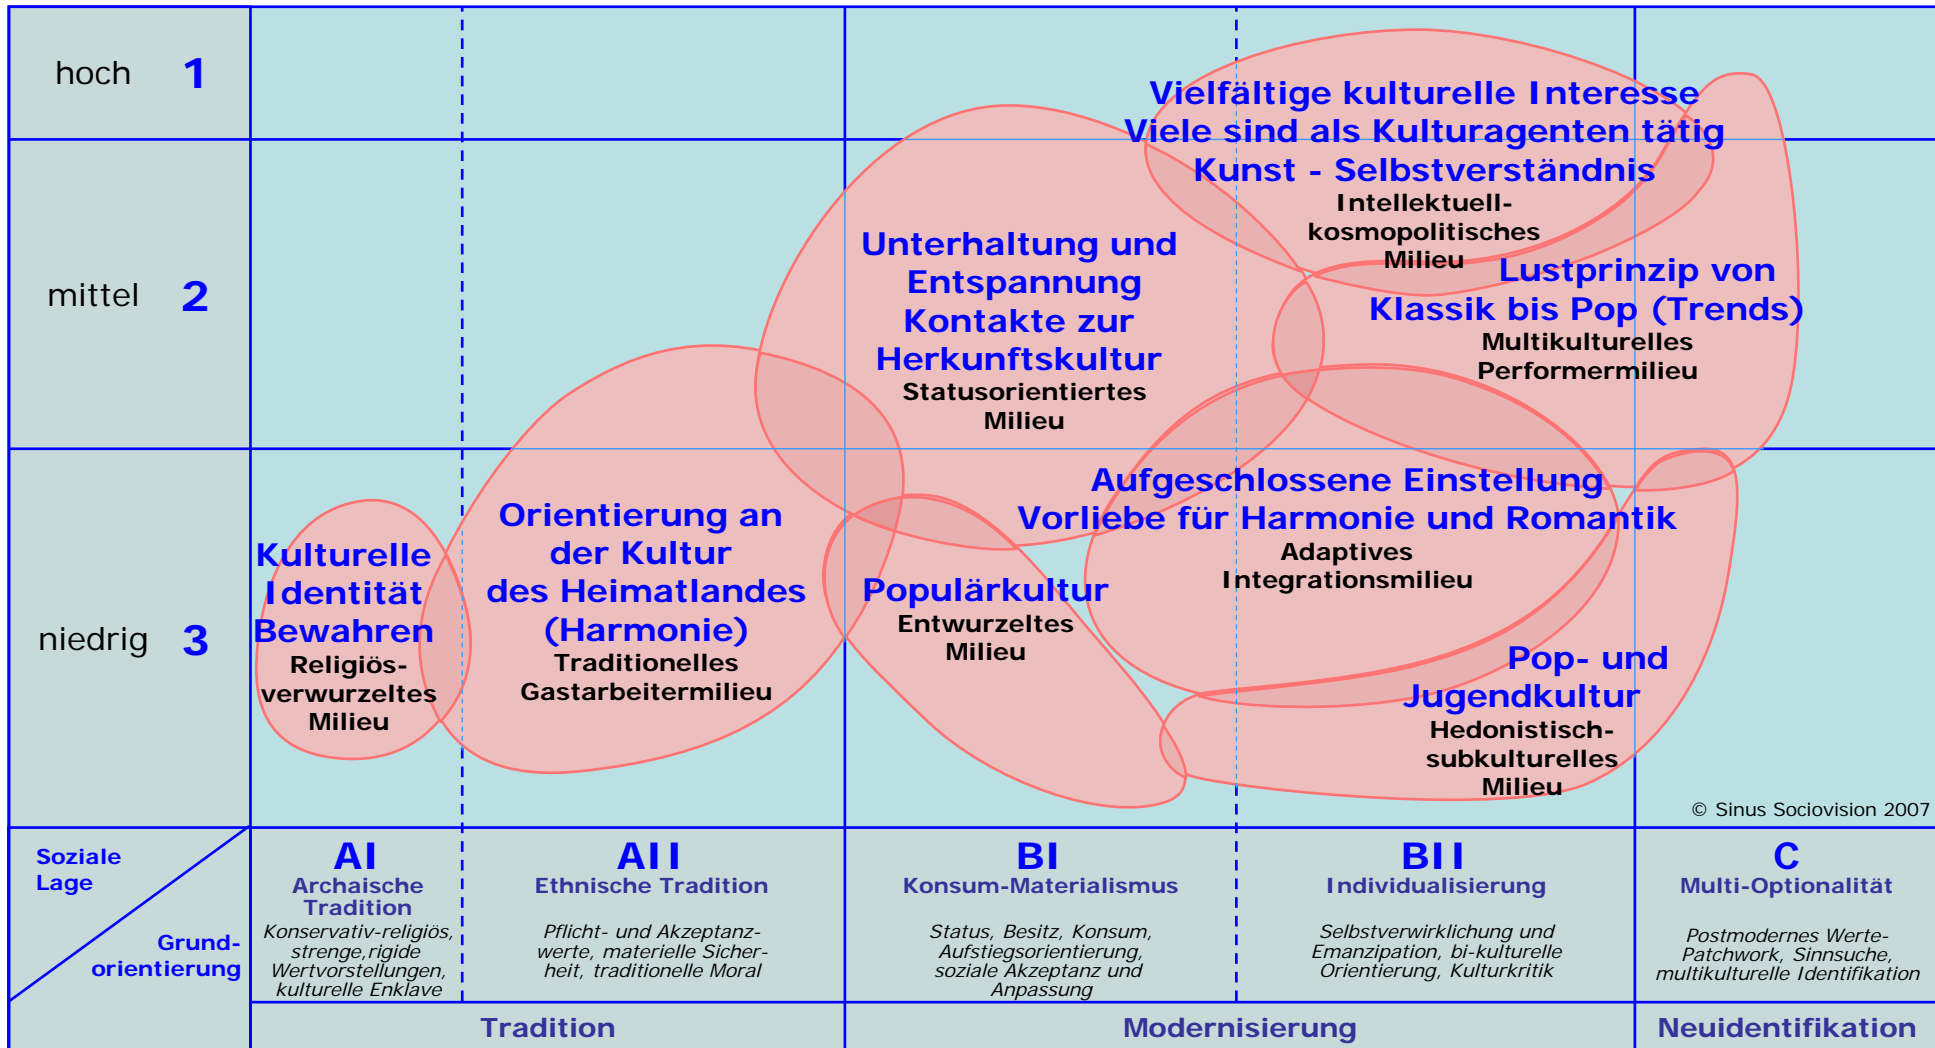 hoch 1
Vielfältige kulturelle Interesse
Viele sind als Kulturagenten tätig
Kunst - Selbstverständnis
Intellektuell-
kosmopolitisches
Milieu
mittel 2
Unterhaltung und
Entspannung
Kontakte zur
Herkunftskultur
Statusorientiertes
Milieu
Lustprinzip von
Klassik bis Pop (Trends)
Multikulturelles
Performermilieu
niedrig 3
Kulturelle
Identität
Bewahren
Religiös-
verwurzeltes
Milieu
Orientierung an
der Kultur
des Heimatlandes
(Harmonie)
Traditionelles
Gastarbeitermilieu
Populärkultur
Entwurzeltes
Milieu
Aufgeschlossene Einstellung
Vorliebe für Harmonie und Romantik
Adaptives
Integrationsmilieu
Pop- und
Jugendkultur
Hedonistisch-
subkulturelles
Milieu
© Sinus Sociovision 2007
Soziale
Lage
Grund-
orientierung
AI
Archaische
Tradition
Konservativ-religiös,
strenge,rigide
Wertvorstellungen,
kulturelle Enklave
AII
Ethnische Tradition
Pflicht- und Akzeptanz-
werte, materielle Sicher-
heit, traditionelle Moral
BI
Konsum-Materialismus
Status, Besitz, Konsum,
Aufstiegsorientierung,
soziale Akzeptanz und
Anpassung
BII
Individualisierung
Selbstverwirklichung und
Emanzipation, bi-kulturelle
Orientierung, Kulturkritik
C
Multi-Optionalität
Postmodernes Werte-
Patchwork, Sinnsuche,
multikulturelle Identifikation
Tradition
Modernisierung
Neuidentifikation